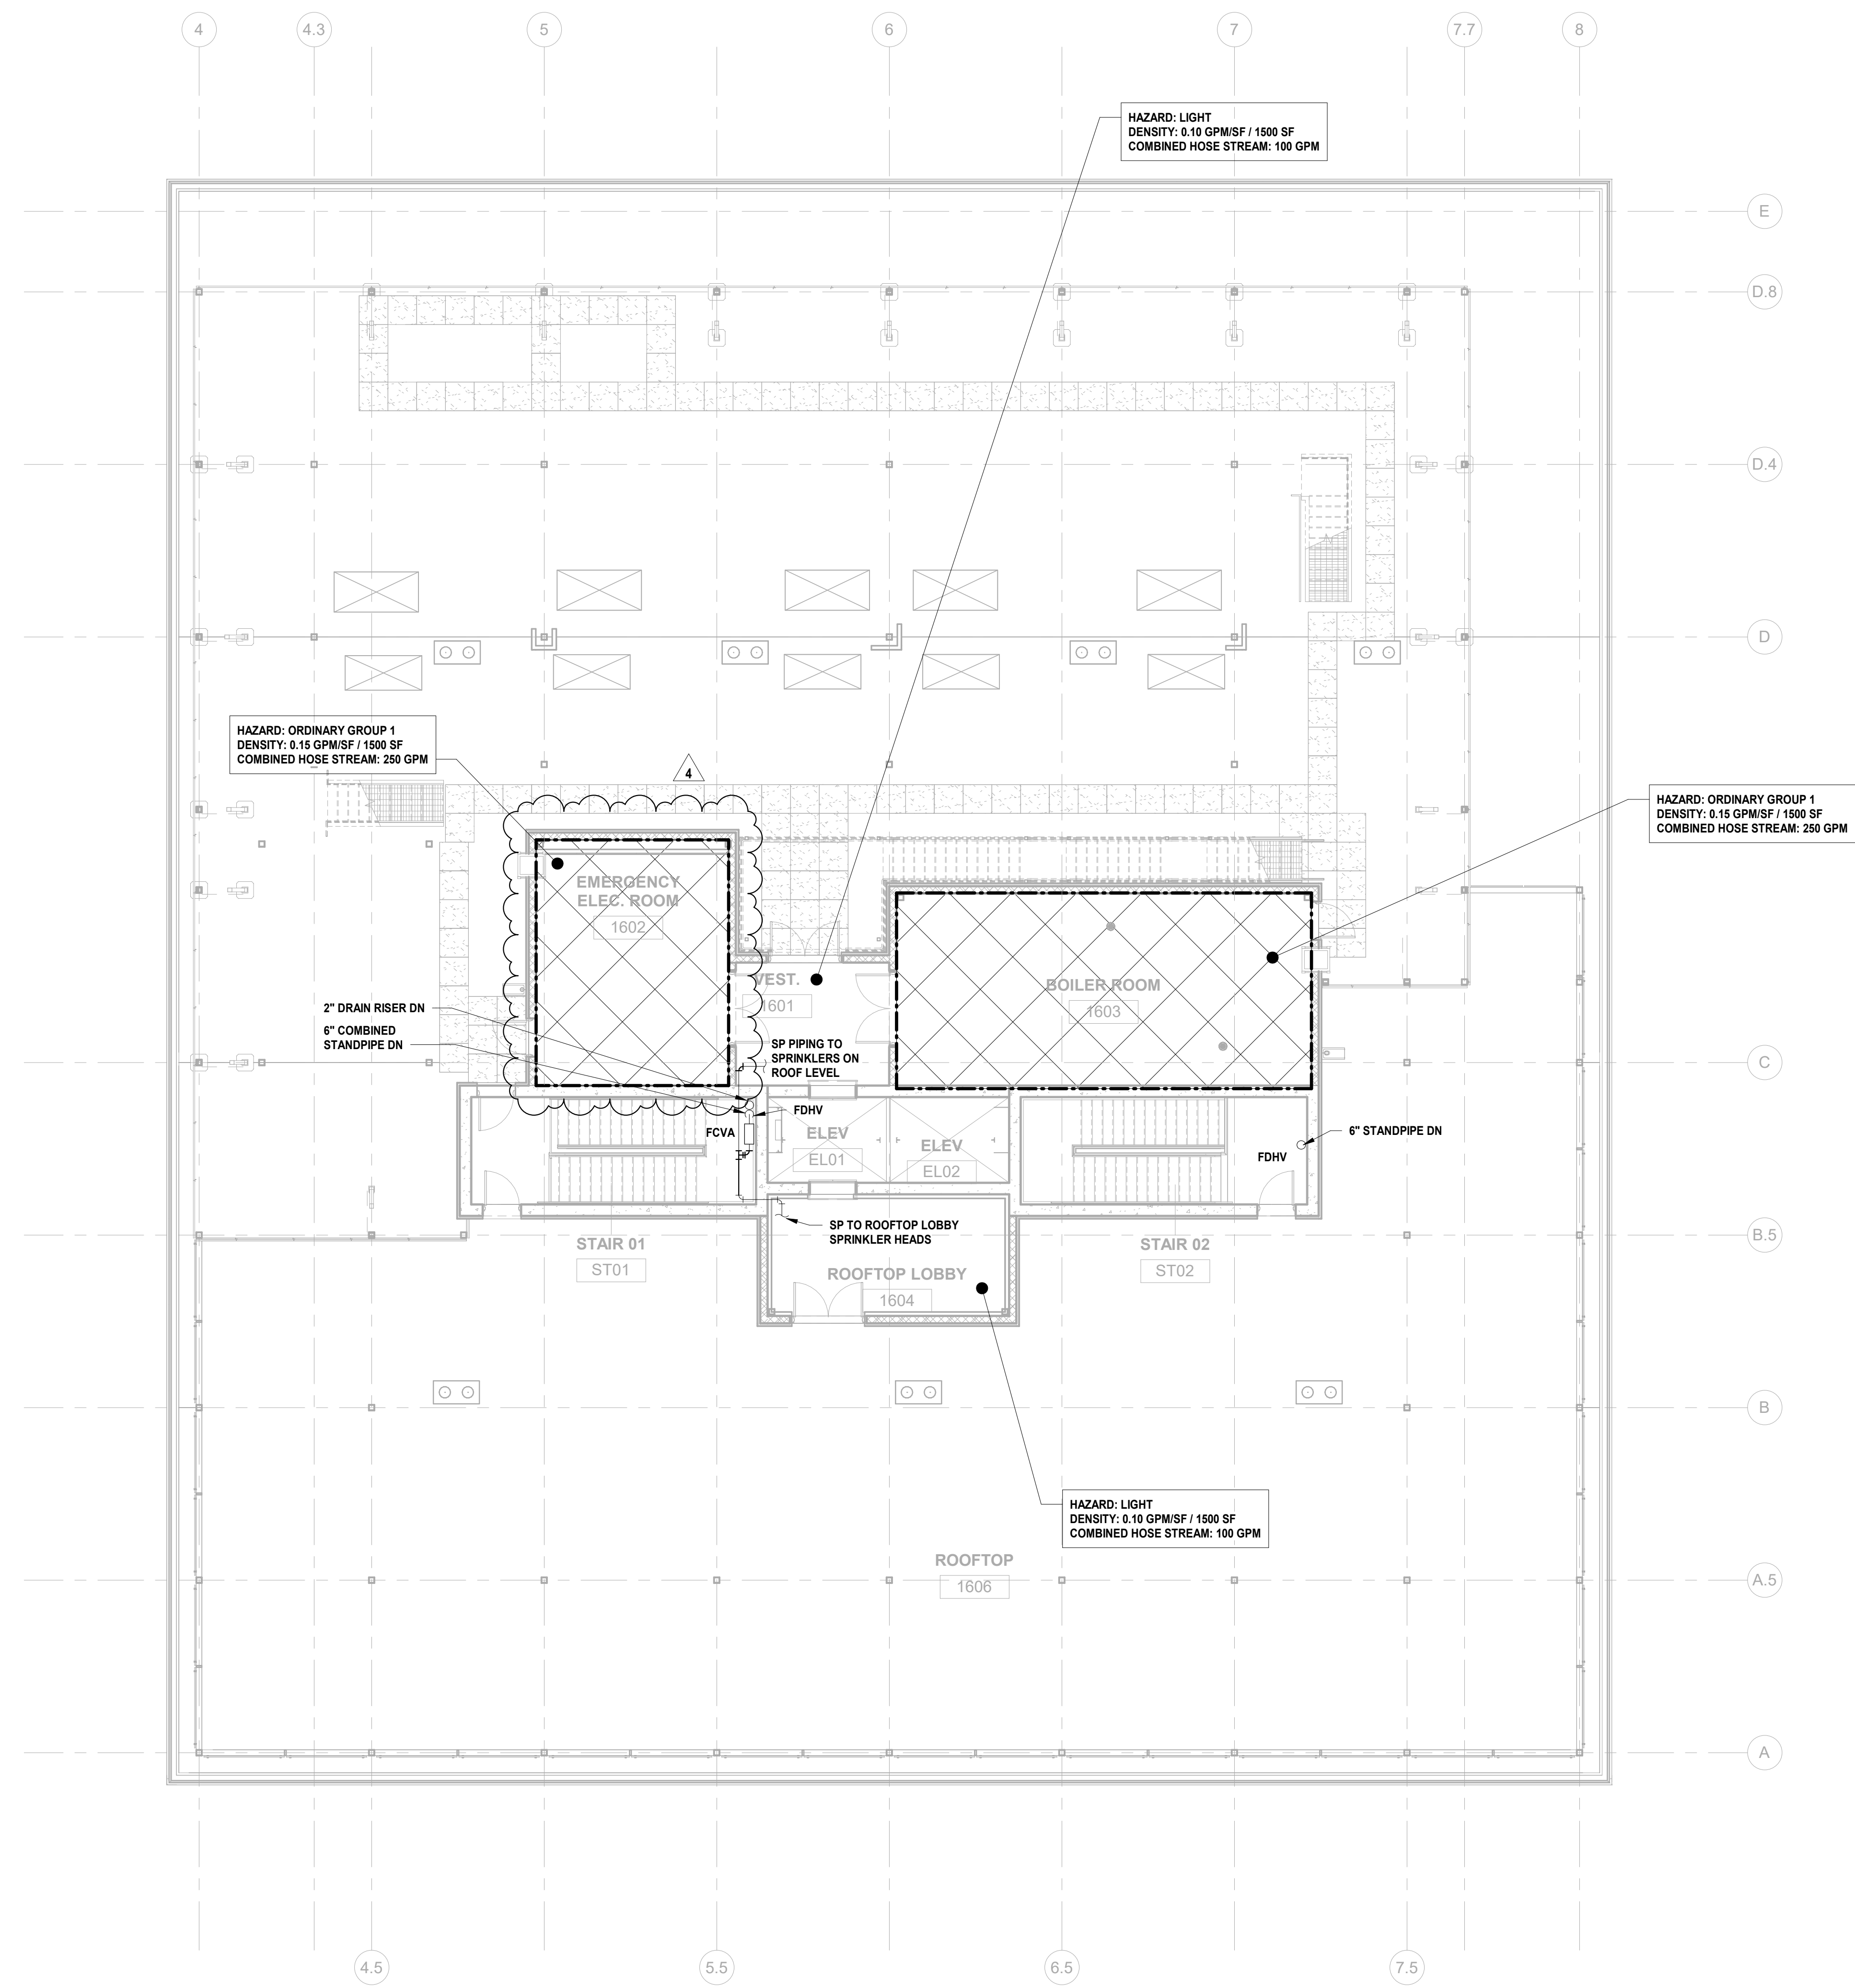 4
4.3
5
6
7
7.7
8
HAZARD: LIGHT
DENSITY: 0.10 GPM/SF / 1500 SF
COMBINED HOSE STREAM: 100 GPM
E
D.8
D.4
D
HAZARD: ORDINARY GROUP 1
DENSITY: 0.15 GPM/SF / 1500 SF
COMBINED HOSE STREAM: 250 GPM
4
HAZARD: ORDINARY GROUP 1
DENSITY: 0.15 GPM/SF / 1500 SF
COMBINED HOSE STREAM: 250 GPM
EMERGENCY
ELEC. ROOM
1602
VEST.
1601
BOILER ROOM
1603
2" DRAIN RISER DN
6" COMBINED
STANDPIPE DN
SP PIPING TO
SPRINKLERS ON
ROOF LEVEL
C
FDHV
FCVA
ELEV
EL01
ELEV
EL02
6" STANDPIPE DN
FDHV
SP TO ROOFTOP LOBBY
SPRINKLER HEADS
B.5
STAIR 01
ST01
STAIR 02
ST02
ROOFTOP LOBBY
1604
B
HAZARD: LIGHT
DENSITY: 0.10 GPM/SF / 1500 SF
COMBINED HOSE STREAM: 100 GPM
ROOFTOP
1606
A.5
A
4.5
5.5
6.5
7.5